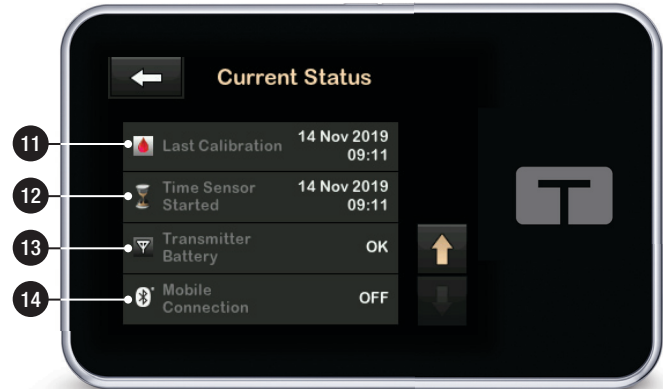 Current Status
11
Last Calibration
14 Nov 2019
09:11
12
Time Sensor
Started
14 Nov 2019
09:11
13
Transmitter
Battery
OK
14
Mobile
Connection
OFF